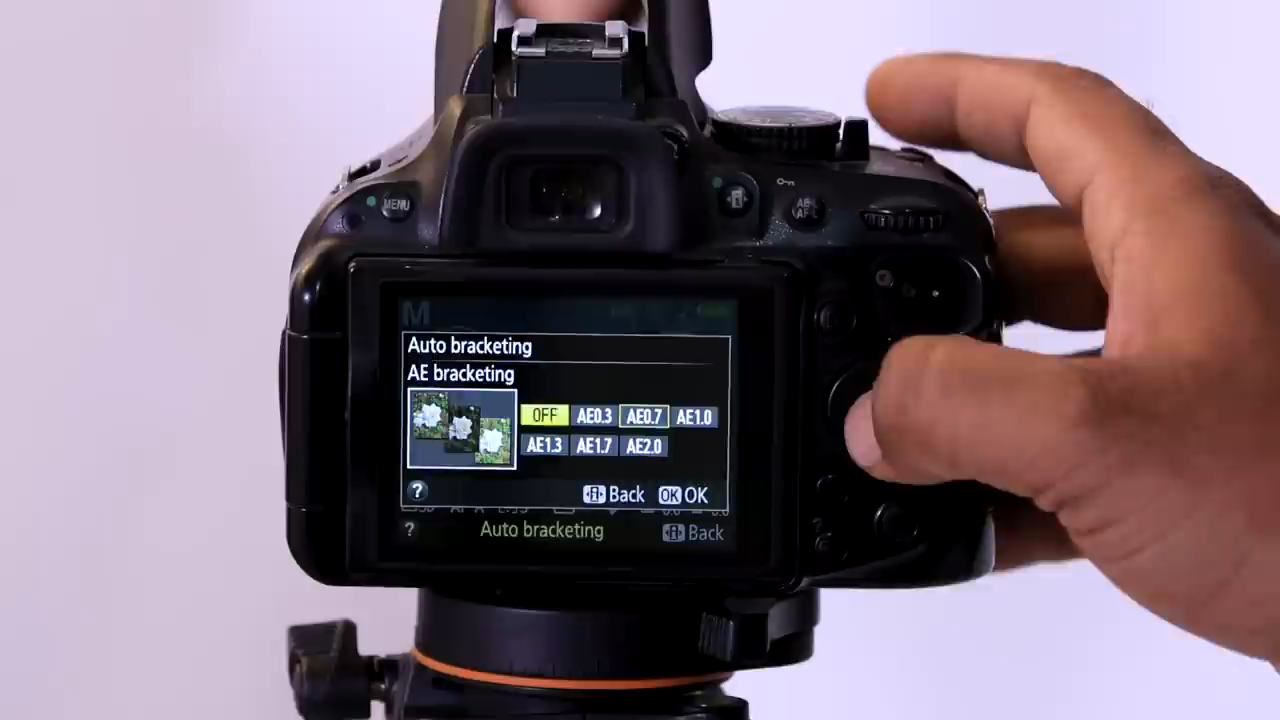 MENU
AE-L
AF-L
M
Auto bracketing
AE bracketing
OFF AE0.3 AE0.7 AE1.0
AE1.3 AE1.7 AE2.0
? Back OK OK
? Auto bracketing Back